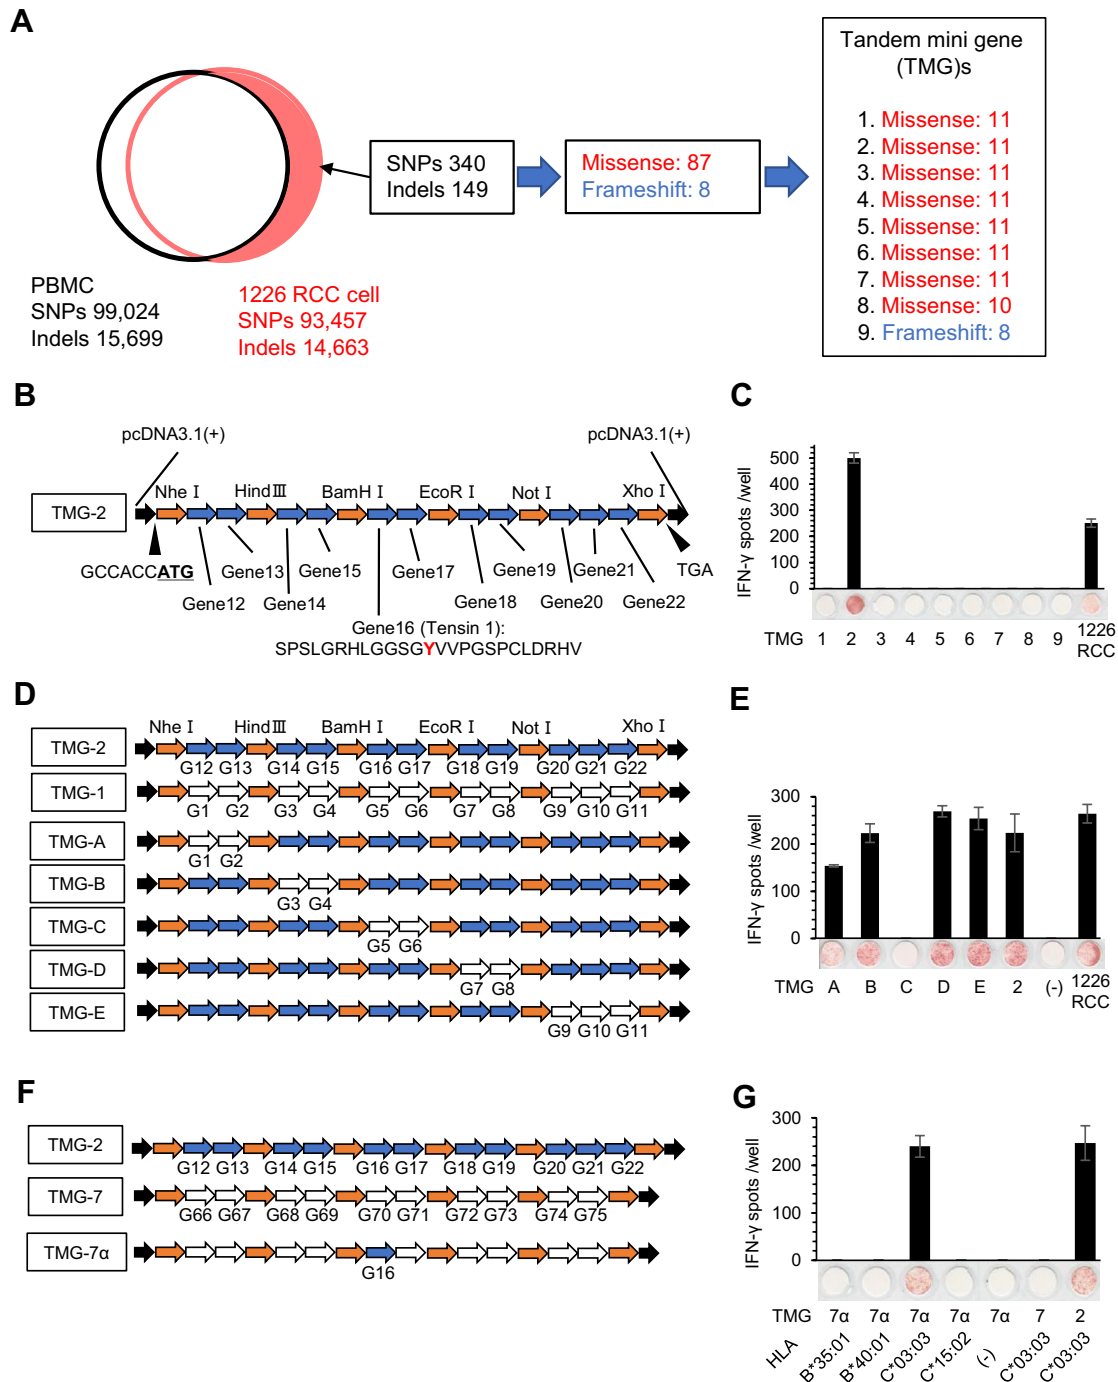 A
PBMC
SNPs 99,024
Indels 15,699
1226 RCC cell
SNPs 93,457
Indels 14,663
SNPs 340
Indels 149
Missense: 87
Frameshift: 8
Tandem mini gene
(TMG)s
1. Missense: 11
2. Missense: 11
3. Missense: 11
4. Missense: 11
5. Missense: 11
6. Missense: 11
7. Missense: 11
8. Missense: 10
9. Frameshift: 8
B
pcDNA3.1(+)
pcDNA3.1(+)
Nhe I
HindⅢ
BamH I
EcoR I
Not I
Xho I
TMG-2
GCCACCATG
Gene12
Gene13
Gene14
Gene15
Gene17
Gene18
Gene19
Gene20
Gene21
Gene22
TGA
Gene16 (Tensin 1):
SPSLGRHLGGSGYVVPGSPCLDRHV
C
IFN-γ spots /well
500
400
300
200
100
0
TMG 1 2 3 4 5 6 7 8 9 1226
RCC
D
Nhe I HindⅢ BamH I EcoR I Not I Xho I
TMG-2
G12 G13 G14 G15 G16 G17 G18 G19 G20 G21 G22
TMG-1
G1 G2 G3 G4 G5 G6 G7 G8 G9 G10 G11
TMG-A
G1 G2
TMG-B
G3 G4
TMG-C
G5 G6
TMG-D
G7 G8
TMG-E
G9 G10 G11
E
IFN-γ spots /well
300
200
100
0
TMG A B C D E 2 (-) 1226
RCC
F
TMG-2
G12 G13 G14 G15 G16 G17 G18 G19 G20 G21 G22
TMG-7
G66 G67 G68 G69 G70 G71 G72 G73 G74 G75
TMG-7α
G16
G
IFN-γ spots /well
300
200
100
0
TMG 7α 7α 7α 7α 7α 7 2
HLA B*35:01 B*40:01 C*03:03 C*15:02 (-) C*03:03 C*03:03